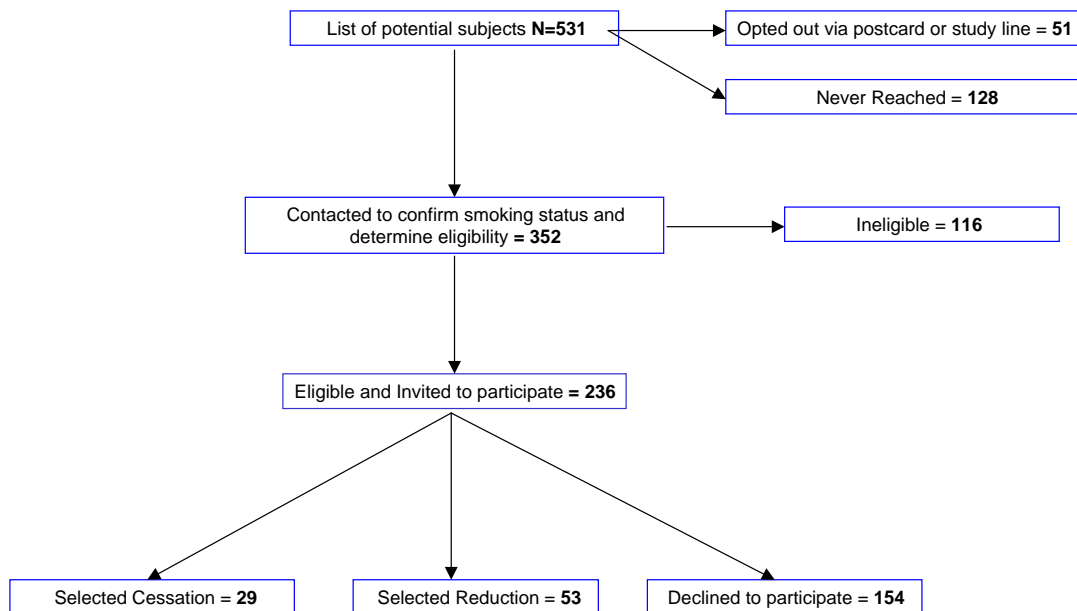 List of potential subjects N=531
Opted out via postcard or study line = 51
Never Reached = 128
Contacted to confirm smoking status and
determine eligibility = 352
Ineligible = 116
Eligible and Invited to participate = 236
Selected Cessation = 29
Selected Reduction = 53
Declined to participate = 154